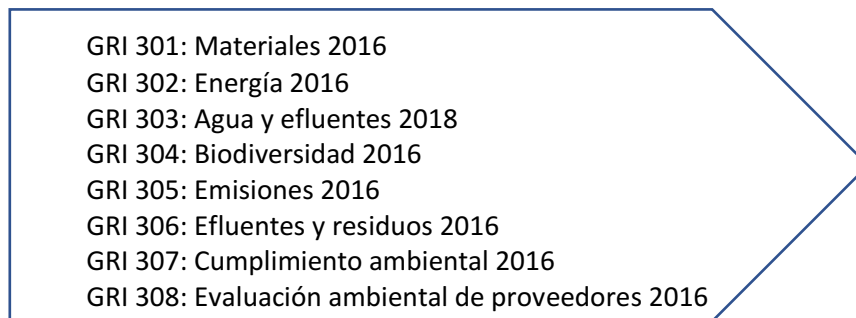 GRI 301: Materiales 2016
GRI 302: Energía 2016
GRI 303: Agua y efluentes 2018
GRI 304: Biodiversidad 2016
GRI 305: Emisiones 2016
GRI 306: Efluentes y residuos 2016
GRI 307: Cumplimiento ambiental 2016
GRI 308: Evaluación ambiental de proveedores 2016